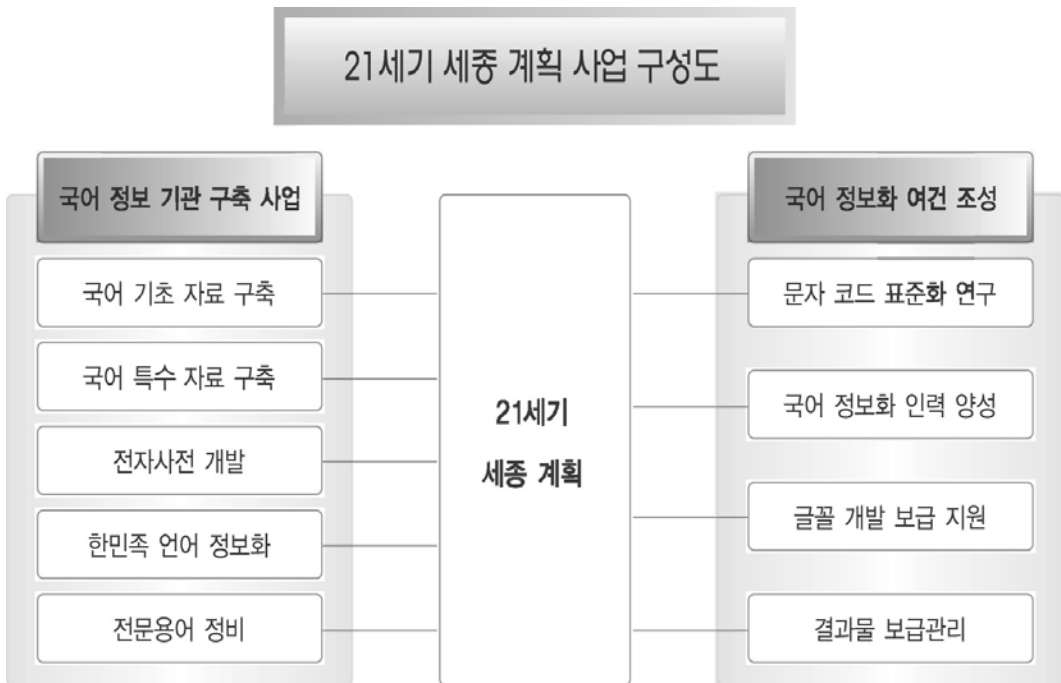 21세기 세종 계획 사업 구성도
국어 정보 기관 구축 사업
국어 기초 자료 구축
국어 특수 자료 구축
전자사전 개발
한민족 언어 정보화
전문용어 정비
21세기
세종 계획
국어 정보화 여건 조성
문자 코드 표준화 연구
국어 정보화 인력 양성
글꼴 개발 보급 지원
결과물 보급관리